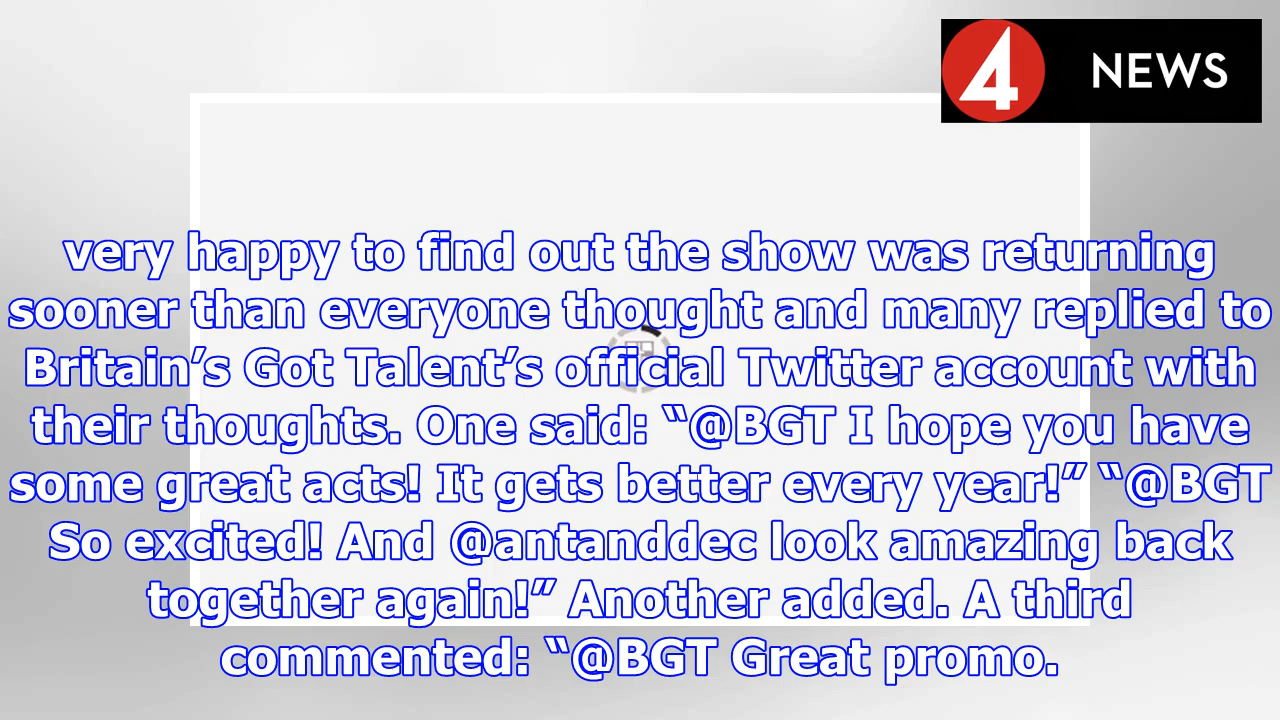 4 NEWS
very happy to find out the show was returning
sooner than everyone thought and many replied to
Britain’s Got Talent’s official Twitter account with
their thoughts. One said: “@BGT I hope you have
some great acts! It gets better every year!” “@BGT
So excited! And @antanddec look amazing back
together again!” Another added. A third
commented: “@BGT Great promo.